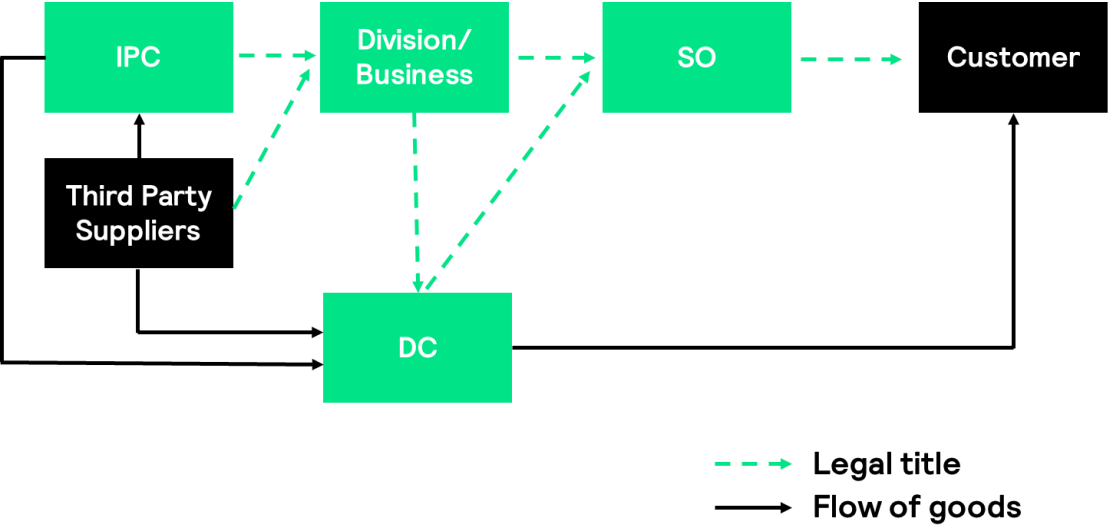 IPC
Division/
Business
SO
Customer
Third Party
Suppliers
DC
Legal title
Flow of goods